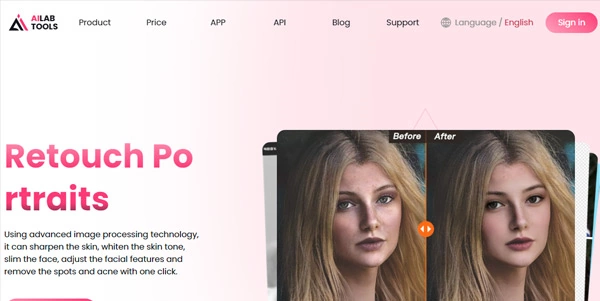 AILAB
TOOLS
Product
Price
APP
API
Blog
Support
Language / English
Sign in
Before
After
Retouch Po
rtraits
Using advanced image processing technology,
it can sharpen the skin, whiten the skin tone,
slim the face, adjust the facial features and
remove the spots and acne with one click.